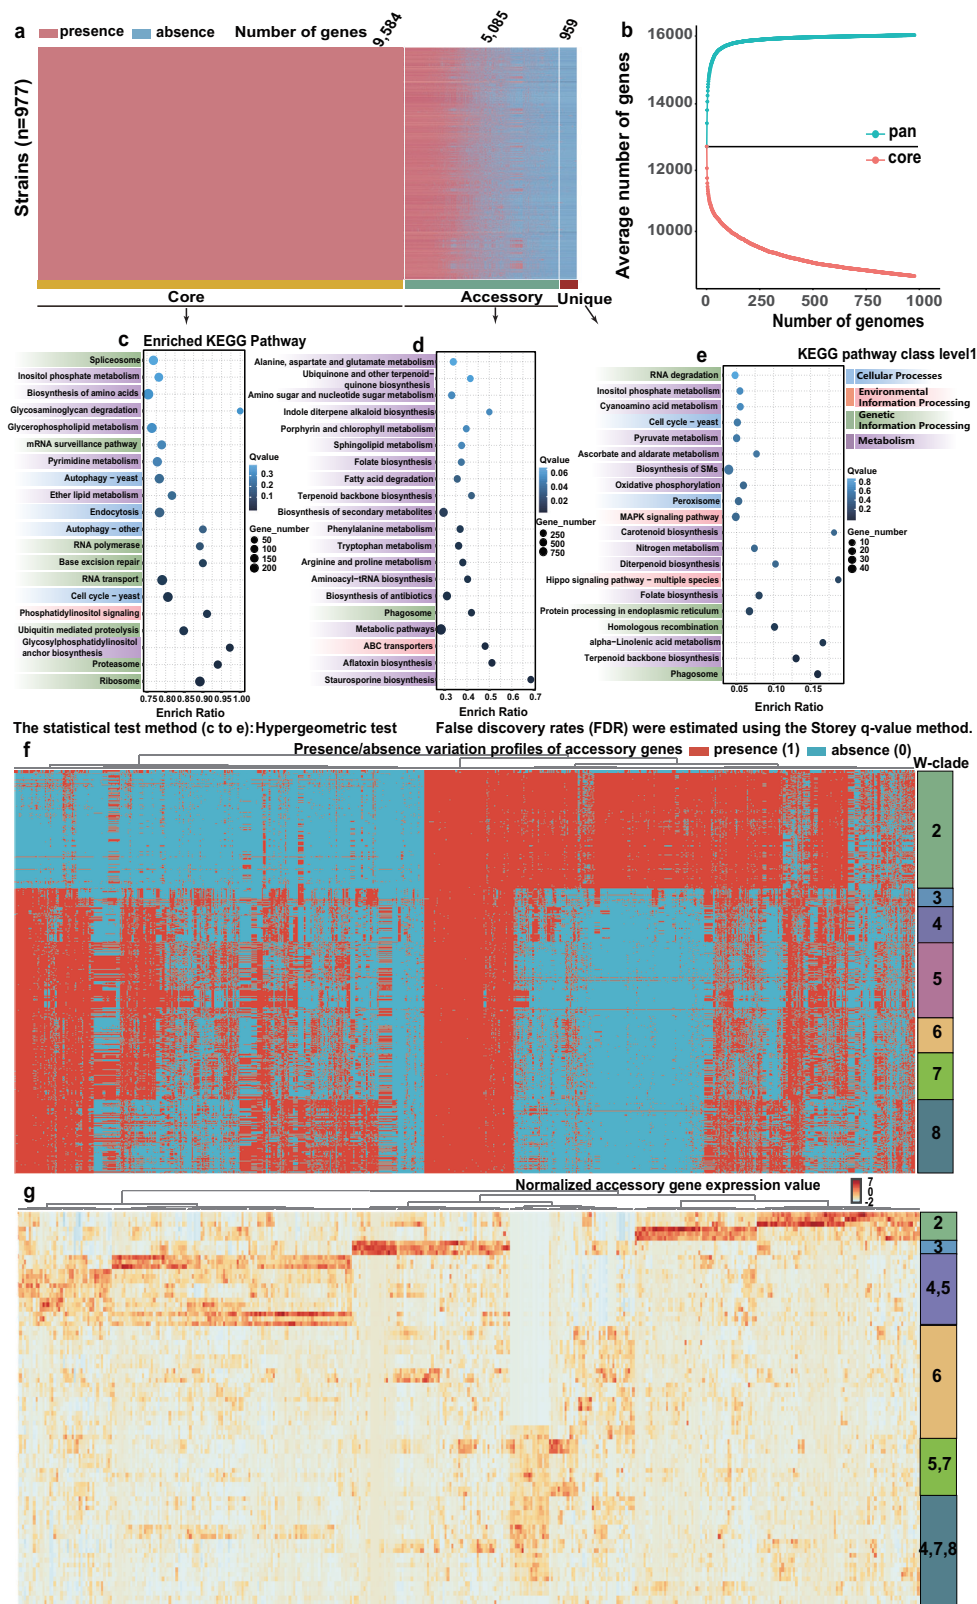 a
presence
absence
Number of genes
9,584
5,085
959
Strains (n=977)
Core
Accessory
Unique
b
16000
14000
12000
10000
Average number of genes
pan
core
0
250
500
750
1000
Number of genomes
c
Enriched KEGG Pathway
Spliceosome
Inositol phosphate metabolism
Biosynthesis of amino acids
Glycosaminoglycan degradation
Glycerophospholipid metabolism
mRNA surveillance pathway
Pyrimidine metabolism
Autophagy − yeast
Ether lipid metabolism
Endocytosis
Autophagy − other
RNA polymerase
Base excision repair
RNA transport
Cell cycle − yeast
Phosphatidylinositol signaling
Ubiquitin mediated proteolysis
Glycosylphosphatidylinositol
anchor biosynthesis
Proteasome
Ribosome
0.75 0.80 0.85 0.90 0.95 1.00
Enrich Ratio
Qvalue
0.3
0.2
0.1
Gene_number
50
100
150
200
d
Alanine, aspartate and glutamate metabolism
Ubiquinone and other terpenoid−
quinone biosynthesis
Amino sugar and nucleotide sugar metabolism
Indole diterpene alkaloid biosynthesis
Porphyrin and chlorophyll metabolism
Sphingolipid metabolism
Folate biosynthesis
Fatty acid degradation
Terpenoid backbone biosynthesis
Biosynthesis of secondary metabolites
Phenylalanine metabolism
Tryptophan metabolism
Arginine and proline metabolism
Aminoacyl−tRNA biosynthesis
Biosynthesis of antibiotics
Phagosome
Metabolic pathways
ABC transporters
Aflatoxin biosynthesis
Staurosporine biosynthesis
0.3 0.4 0.5 0.6 0.7
Enrich Ratio
Qvalue
0.06
0.04
0.02
Gene_number
250
500
750
e
KEGG pathway class level1
RNA degradation
Inositol phosphate metabolism
Cyanoamino acid metabolism
Cell cycle − yeast
Pyruvate metabolism
Ascorbate and aldarate metabolism
Biosynthesis of SMs
Oxidative phosphorylation
Peroxisome
MAPK signaling pathway
Carotenoid biosynthesis
Nitrogen metabolism
Diterpenoid biosynthesis
Hippo signaling pathway − multiple species
Folate biosynthesis
Protein processing in endoplasmic reticulum
Homologous recombination
alpha−Linolenic acid metabolism
Terpenoid backbone biosynthesis
Phagosome
0.05 0.10 0.15
Enrich Ratio
Cellular Processes
Environmental
Information Processing
Genetic
Information Processing
Metabolism
Qvalue
0.8
0.6
0.4
0.2
Gene_number
10
20
30
40
The statistical test method (c to e): Hypergeometric test
False discovery rates (FDR) were estimated using the Storey q-value method.
f
Presence/absence variation profiles of accessory genes
presence (1)
absence (0)
W-clade
2
3
4
5
6
7
8
g
Normalized accessory gene expression value
7
0
-2
2
3
4,5
6
5,7
4,7,8